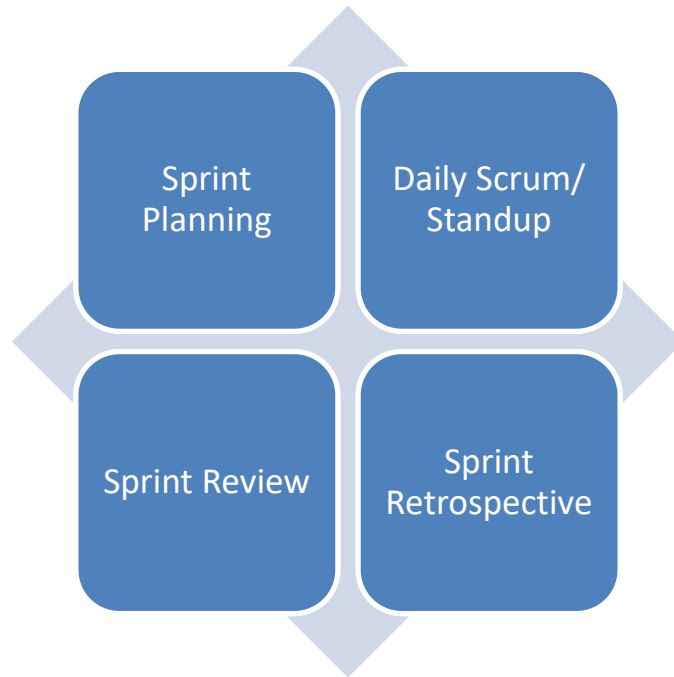 Sprint
Planning
Daily Scrum/
Standup
Sprint Review
Sprint
Retrospective